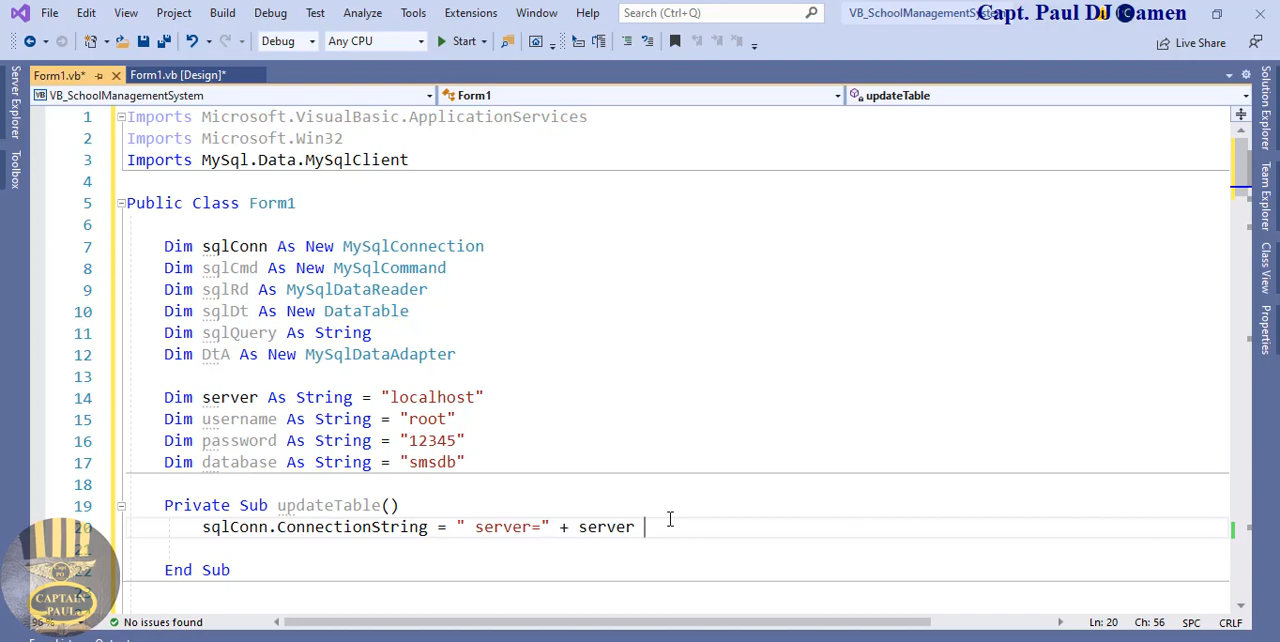 File Edit View Project Build Debug Test Analyze Tools Extensions Window Help Search (Ctrl+Q) VB_SchoolManagementSystem
Capt. Paul DJ Oamen
Debug Any CPU Start Live Share
Form1.vb* Form1.vb [Design]*
VB_SchoolManagementSystem Form1 updateTable
Server Explorer
Toolbox
Solution Explorer
Team Explorer
Class View
Properties
1 Imports Microsoft.VisualBasic.ApplicationServices
2 Imports Microsoft.Win32
3 Imports MySql.Data.MySqlClient
4
5 Public Class Form1
6
7 Dim sqlConn As New MySqlConnection
8 Dim sqlCmd As New MySqlCommand
9 Dim sqlRd As MySqlDataReader
10 Dim sqlDt As New DataTable
11 Dim sqlQuery As String
12 Dim DtA As New MySqlDataAdapter
13
14 Dim server As String = "localhost"
15 Dim username As String = "root"
16 Dim password As String = "12345"
17 Dim database As String = "smsdb"
18
19 Private Sub updateTable()
20 sqlConn.ConnectionString = " server=" + server
21
22 End Sub
CAPTAIN
PAUL
No issues found Ln: 20 Ch: 56 SPC CRLF